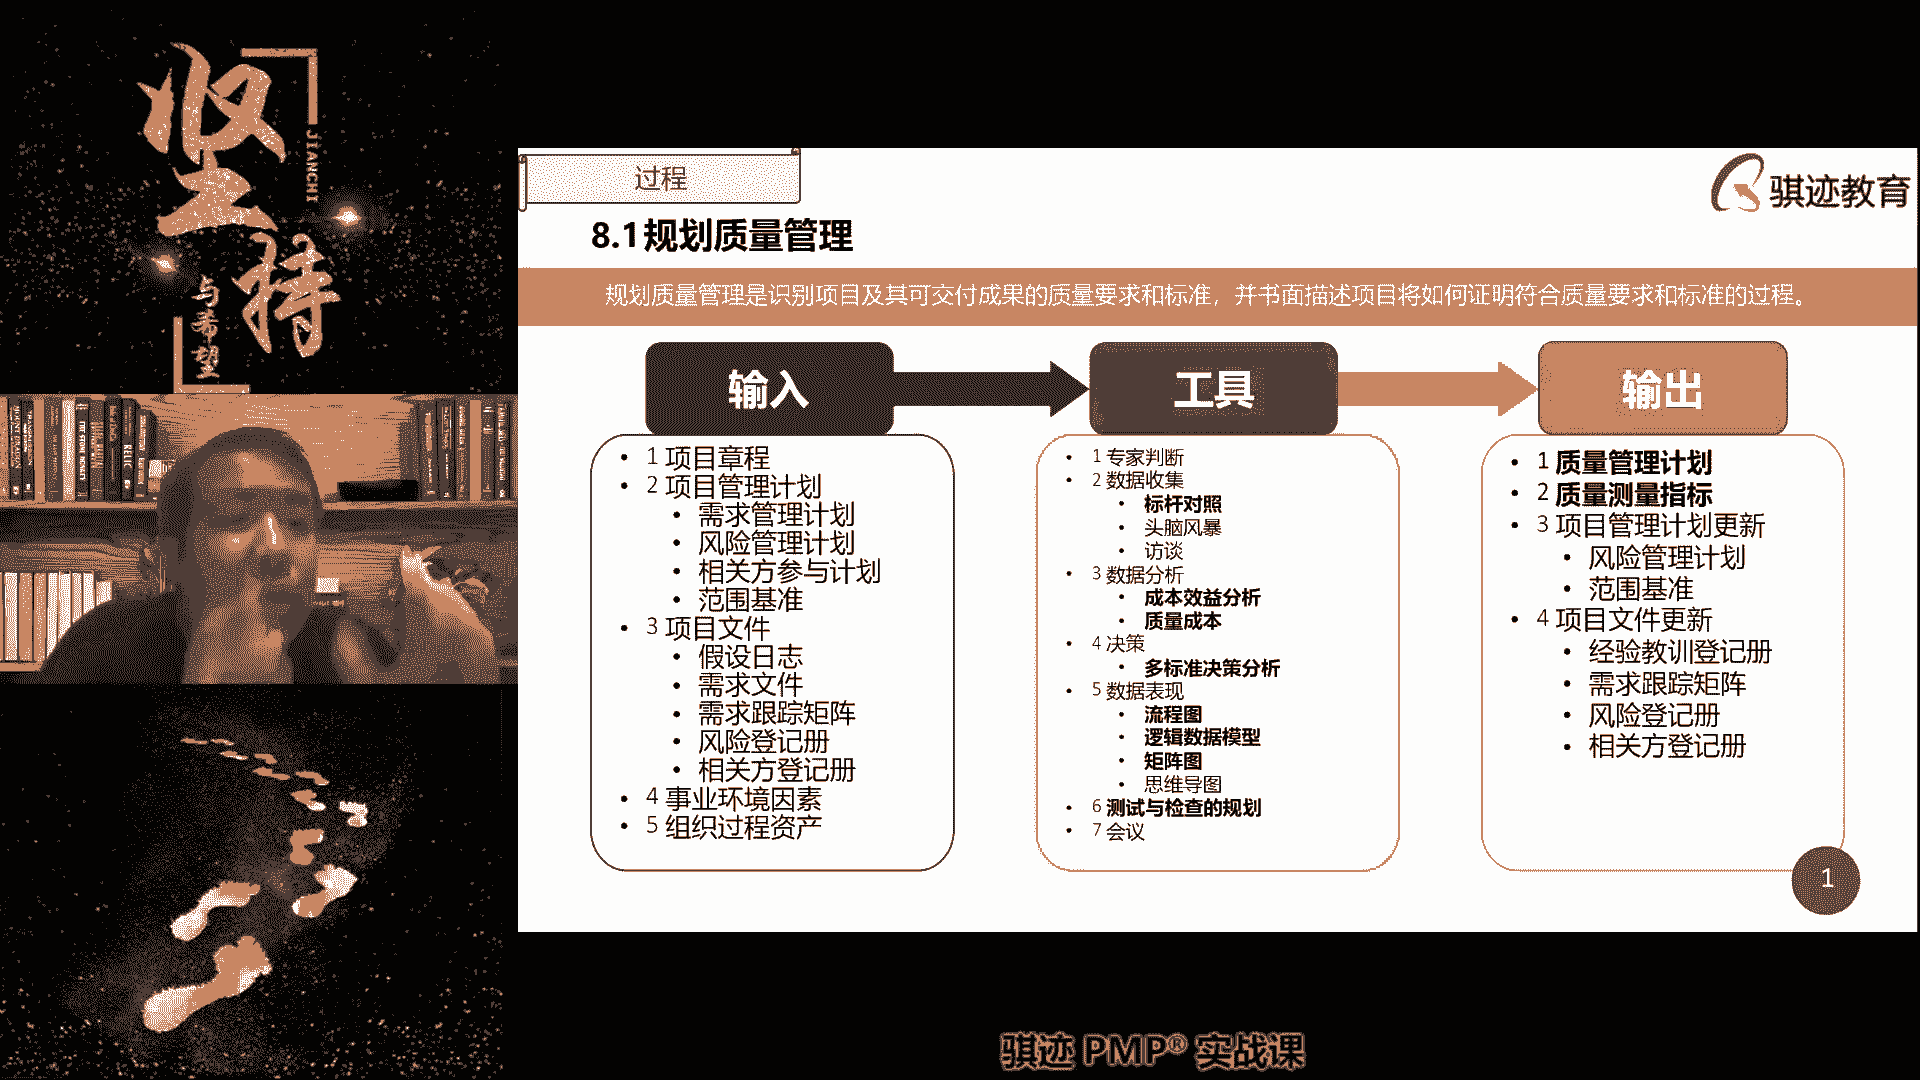 坚持
JIANCHI
与希望
过程
骐迹教育
8.1规划质量管理
规划质量管理是识别项目及其可交付成果的质量要求和标准，并书面描述项目将如何证明符合质量要求和标准的过程。
输入
• 1 项目章程
• 2 项目管理计划
• 需求管理计划
• 风险管理计划
• 相关方参与计划
• 范围基准
• 3 项目文件
• 假设日志
• 需求文件
• 需求跟踪矩阵
• 风险登记册
• 相关方登记册
• 4 事业环境因素
• 5 组织过程资产
工具
• 1 专家判断
• 2 数据收集
• 标杆对照
• 头脑风暴
• 访谈
• 3 数据分析
• 成本效益分析
• 质量成本
• 4 决策
• 多标准决策分析
• 5 数据表现
• 流程图
• 逻辑数据模型
• 矩阵图
• 思维导图
• 6 测试与检查的规划
• 7 会议
输出
• 1 质量管理计划
• 2 质量测量指标
• 3 项目管理计划更新
• 风险管理计划
• 范围基准
• 4 项目文件更新
• 经验教训登记册
• 需求跟踪矩阵
• 风险登记册
• 相关方登记册
1
骐迹 PMP® 实战课